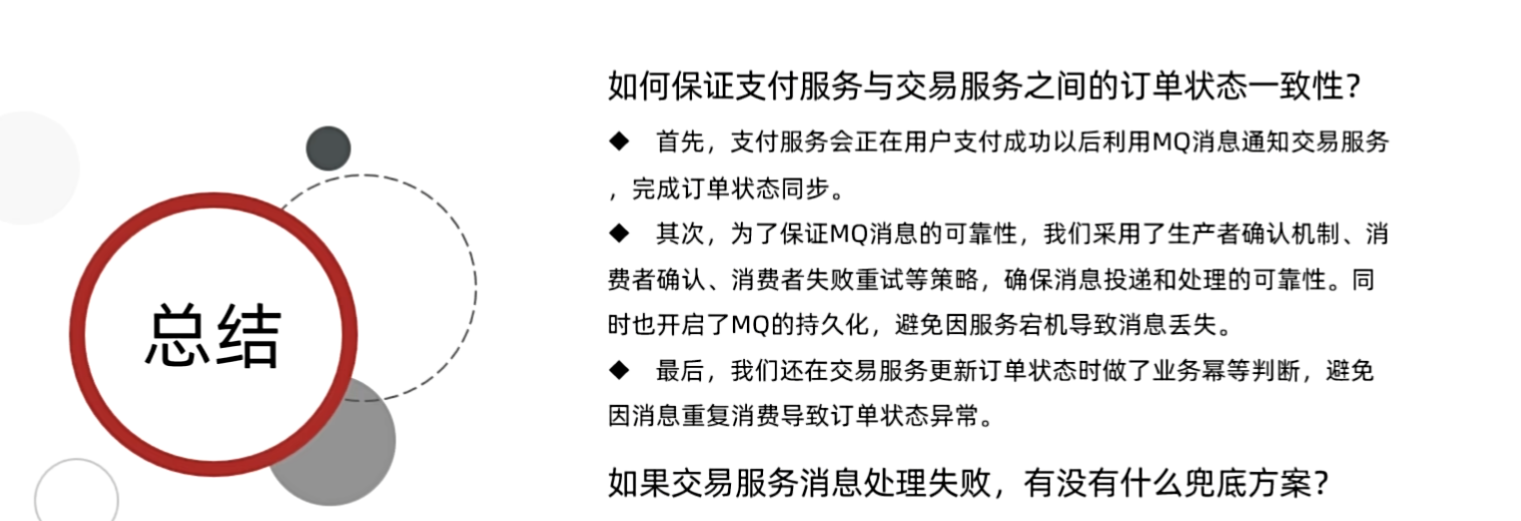 总结
如何保证支付服务与交易服务之间的订单状态一致性？
◆ 首先，支付服务会正在用户支付成功以后利用MQ消息通知交易服务
，完成订单状态同步。
◆ 其次，为了保证MQ消息的可靠性，我们采用了生产者确认机制、消
费者确认、消费者失败重试等策略，确保消息投递和处理的可靠性。同
时也开启了MQ的持久化，避免因服务宕机导致消息丢失。
◆ 最后，我们还在交易服务更新订单状态时做了业务幂等判断，避免
因消息重复消费导致订单状态异常。
如果交易服务消息处理失败，有没有什么兜底方案？